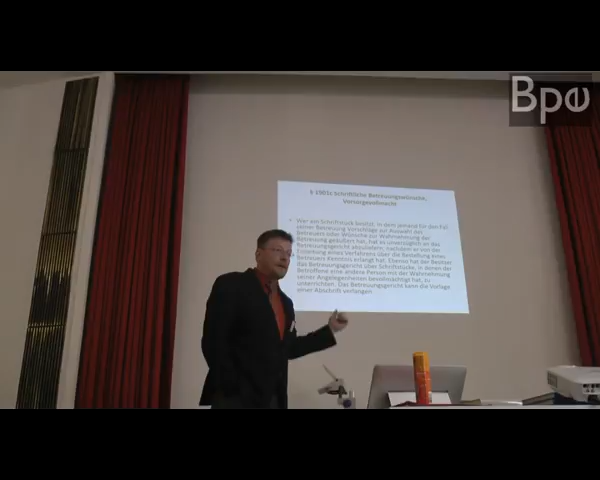 Bpe
§ 1901c Schriftliche Betreuungswünsche,
Vorsorgevollmacht
• Wer ein Schriftstück besitzt, in dem jemand für den Fall
seiner Betreuung Vorschläge zur Auswahl des
Betreuers oder Wünsche zur Wahrnehmung der
Betreuung geäußert hat, hat es unverzüglich an das
Betreuungsgericht abzuliefern, nachdem er von der
Einleitung eines Verfahrens über die Bestellung eines
Betreuers Kenntnis erlangt hat. Ebenso hat der Besitzer
das Betreuungsgericht über Schriftstücke, in denen der
Betroffene eine andere Person mit der Wahrnehmung
seiner Angelegenheiten bevollmächtigt hat, zu
unterrichten. Das Betreuungsgericht kann die Vorlage
einer Abschrift verlangen.